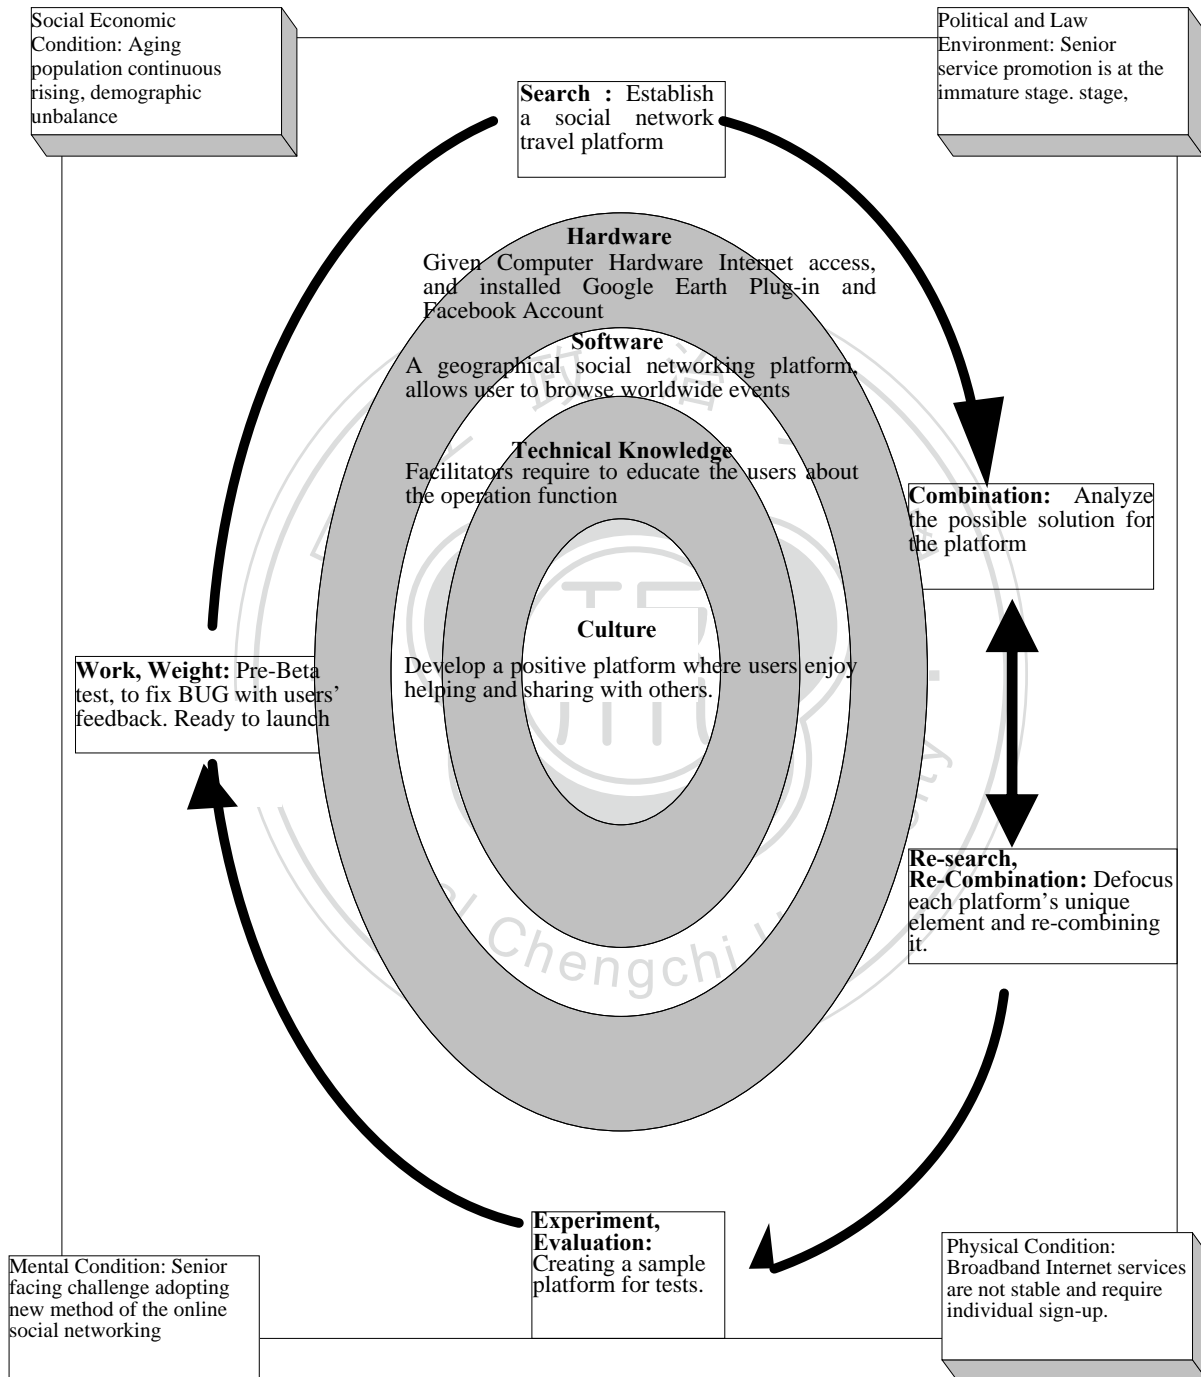 Social Economic
Condition: Aging
population continuous
rising, demographic
unbalance
Political and Law
Environment: Senior
service promotion is at the
immature stage. stage,
Search : Establish
a social network
travel platform
Hardware
Given Computer Hardware Internet access,
and installed Google Earth Plug-in and
Facebook Account
Software
A geographical social networking platform,
allows user to browse worldwide events
政 治
Technical Knowledge
Facilitators require to educate the users about
the operation function
Combination: Analyze
the possible solution for
the platform
Culture
Develop a positive platform where users enjoy
helping and sharing with others.
Work, Weight: Pre-Beta
test, to fix BUG with users’
feedback. Ready to launch
Re-search,
Re-Combination: Defocus
each platform’s unique
element and re-combining
it.
Chengchi
Experiment,
Evaluation:
Creating a sample
platform for tests.
Mental Condition: Senior
facing challenge adopting
new method of the online
social networking
Physical Condition:
Broadband Internet services
are not stable and require
individual sign-up.